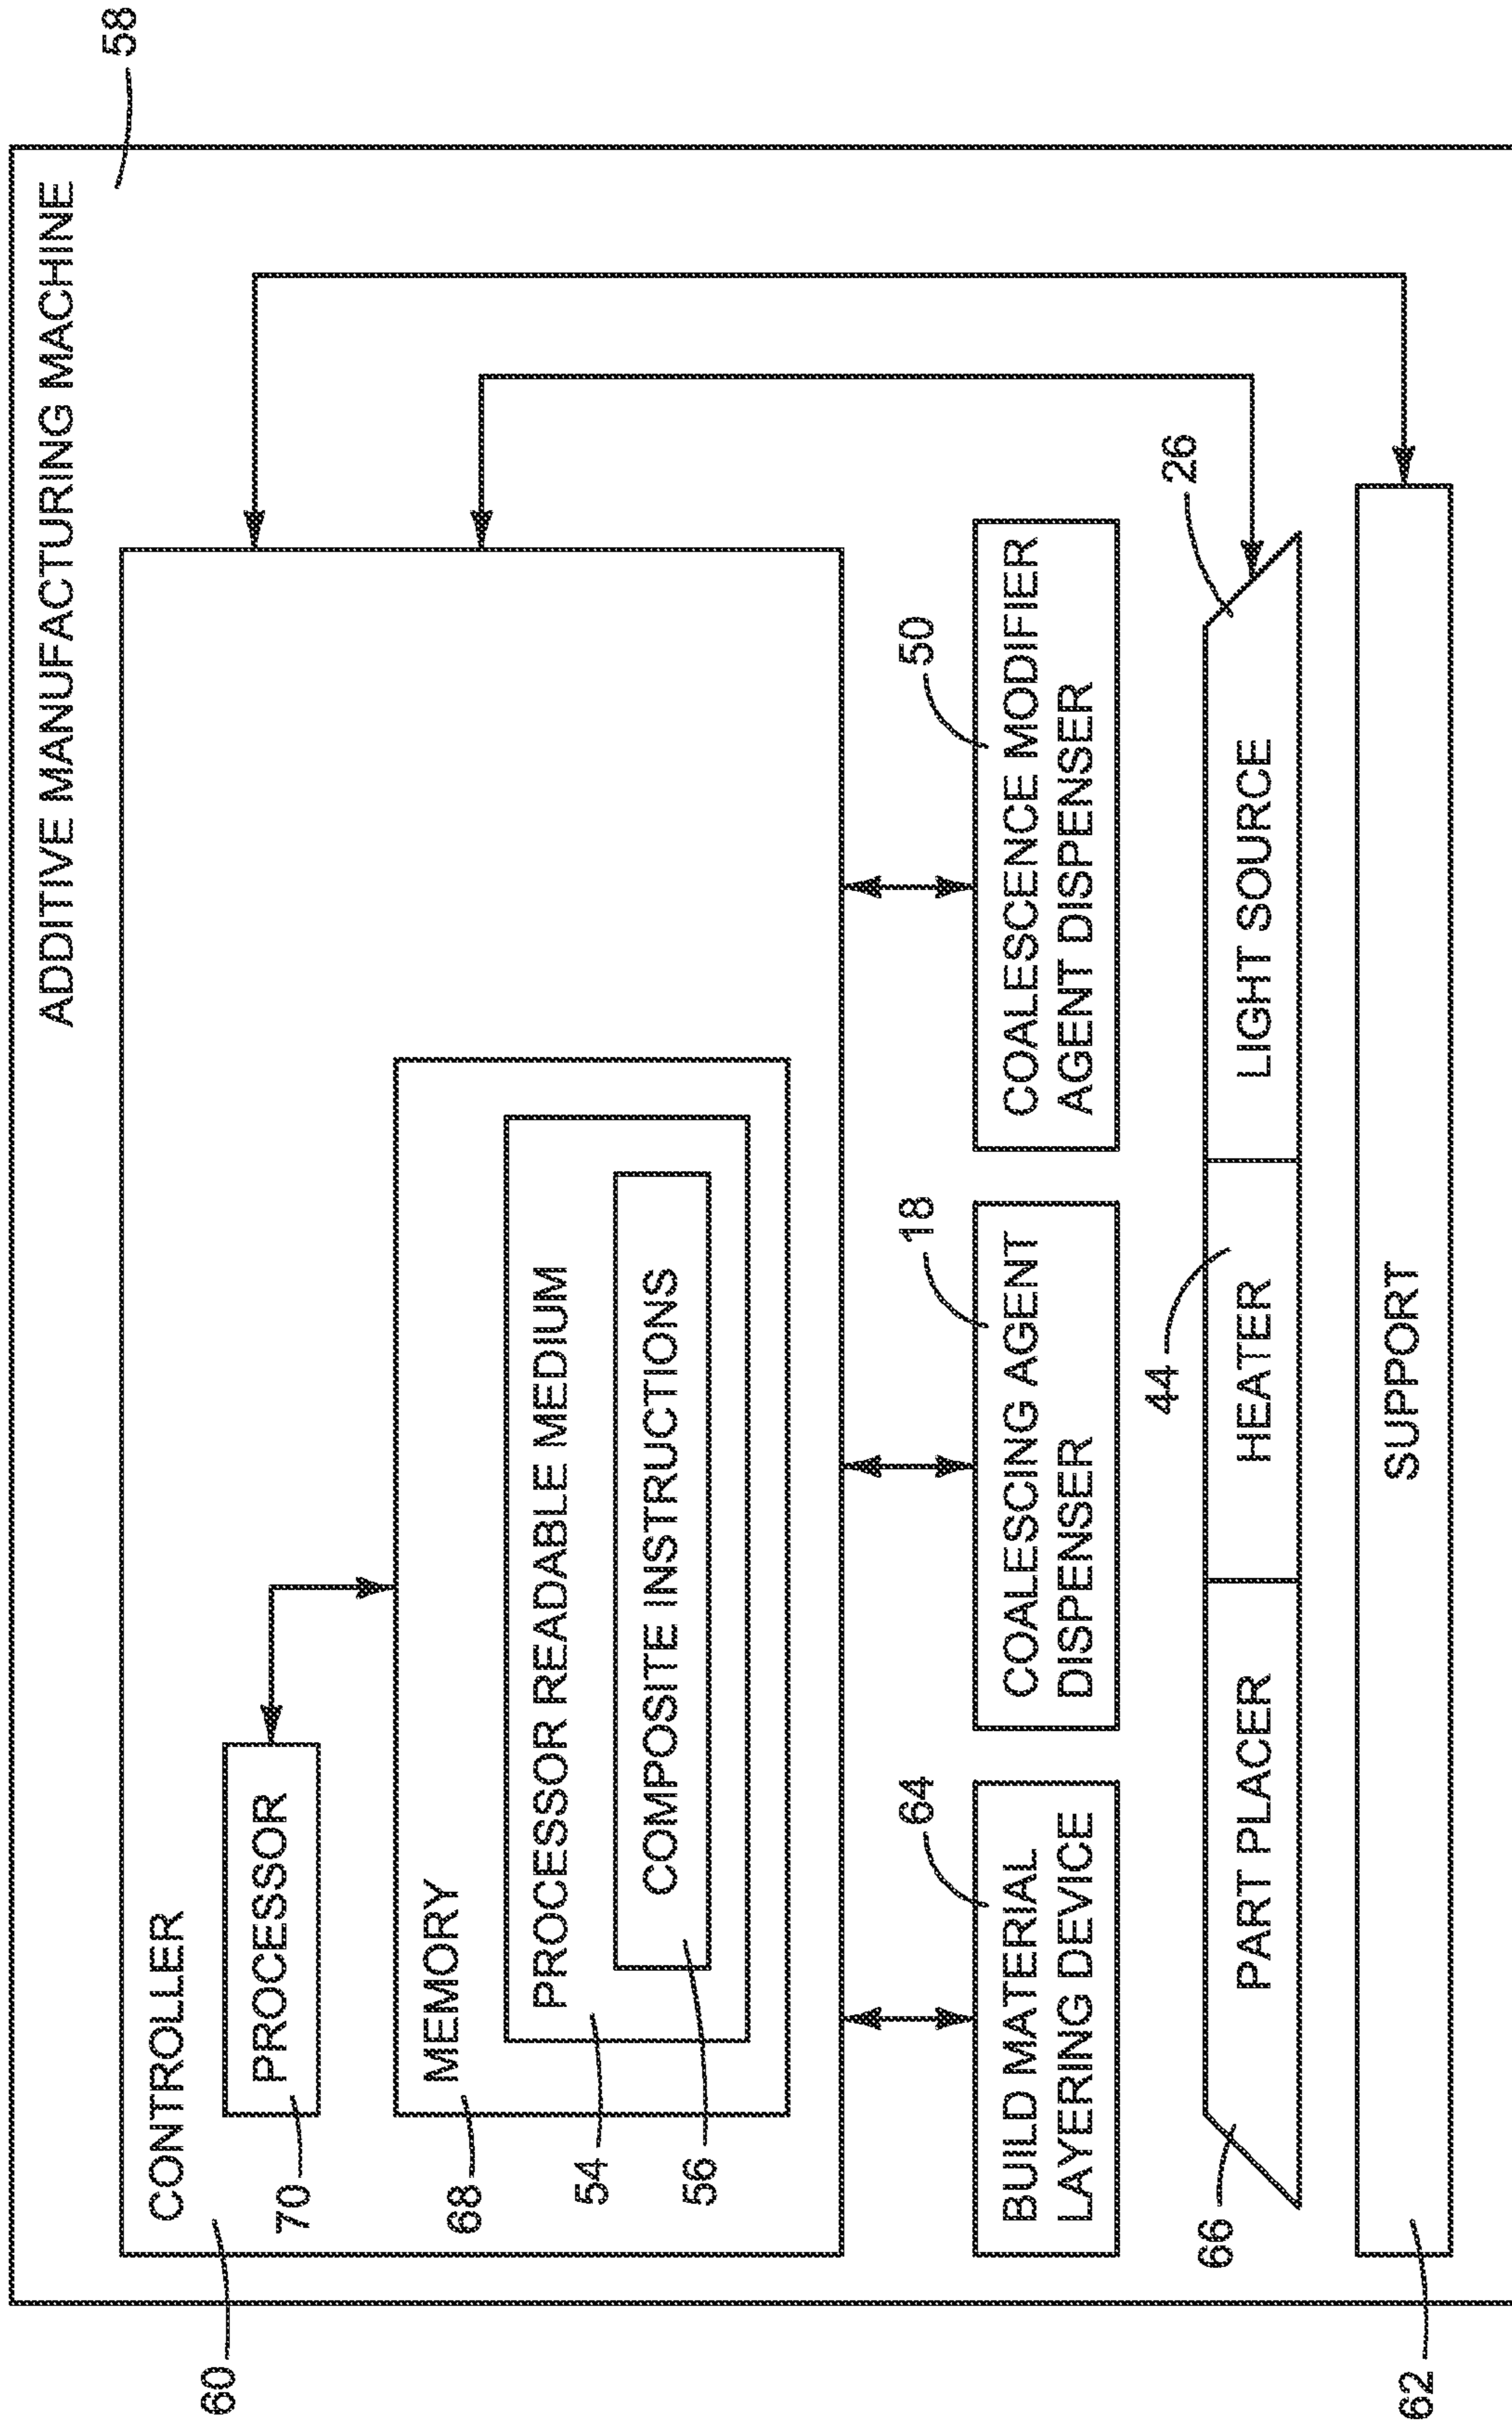 58
ADDITIVE MANUFACTURING MACHINE
60
CONTROLLER
70
PROCESSOR
68
MEMORY
54
PROCESSOR READABLE MEDIUM
56
COMPOSITE INSTRUCTIONS
64
BUILD MATERIAL
LAYERING DEVICE
18
COALESCING AGENT
DISPENSER
50
COALESCENCE MODIFIER
AGENT DISPENSER
66
PART PLACER
44
HEATER
26
LIGHT SOURCE
62
SUPPORT